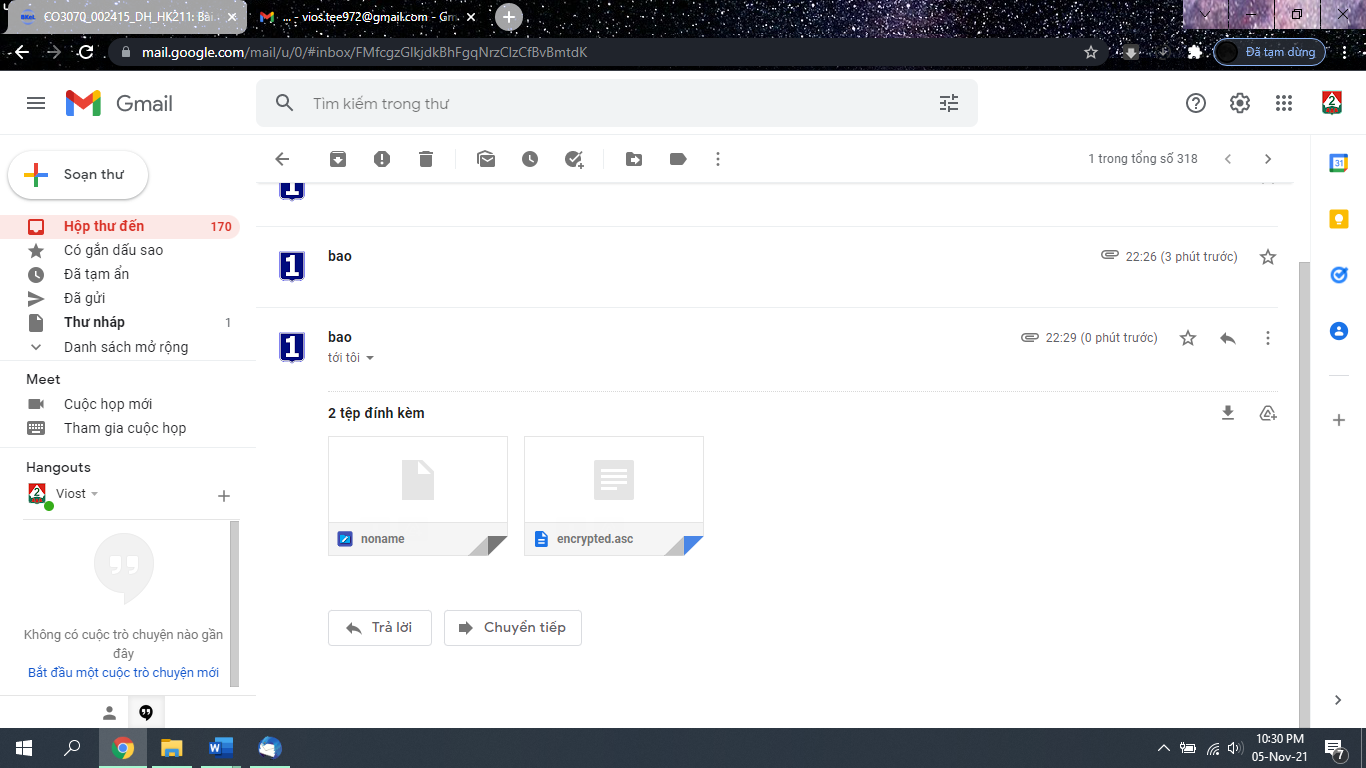 CO3070_002415_DH_HK211: Bài
... - vios.tee972@gmail.com - Gm
mail.google.com/mail/u/0/#inbox/FMfcgzGlkjdkBhFgqNrzClzCfBvBmtdK
Đã tạm dừng
Gmail
Tìm kiếm trong thư
Soạn thư
1 trong tổng số 318
31
Hộp thư đến 170
Có gắn dấu sao
Đã tạm ẩn
Đã gửi
Thư nháp 1
Danh sách mở rộng
Meet
Cuộc họp mới
Tham gia cuộc họp
Hangouts
Viost
Không có cuộc trò chuyện nào gần
đây
Bắt đầu một cuộc trò chuyện mới
1
1
bao
22:26 (3 phút trước)
1
bao
22:29 (0 phút trước)
tới tôi
2 tệp đính kèm
noname
encrypted.asc
Trả lời
Chuyển tiếp
10:30 PM
05-Nov-21
7